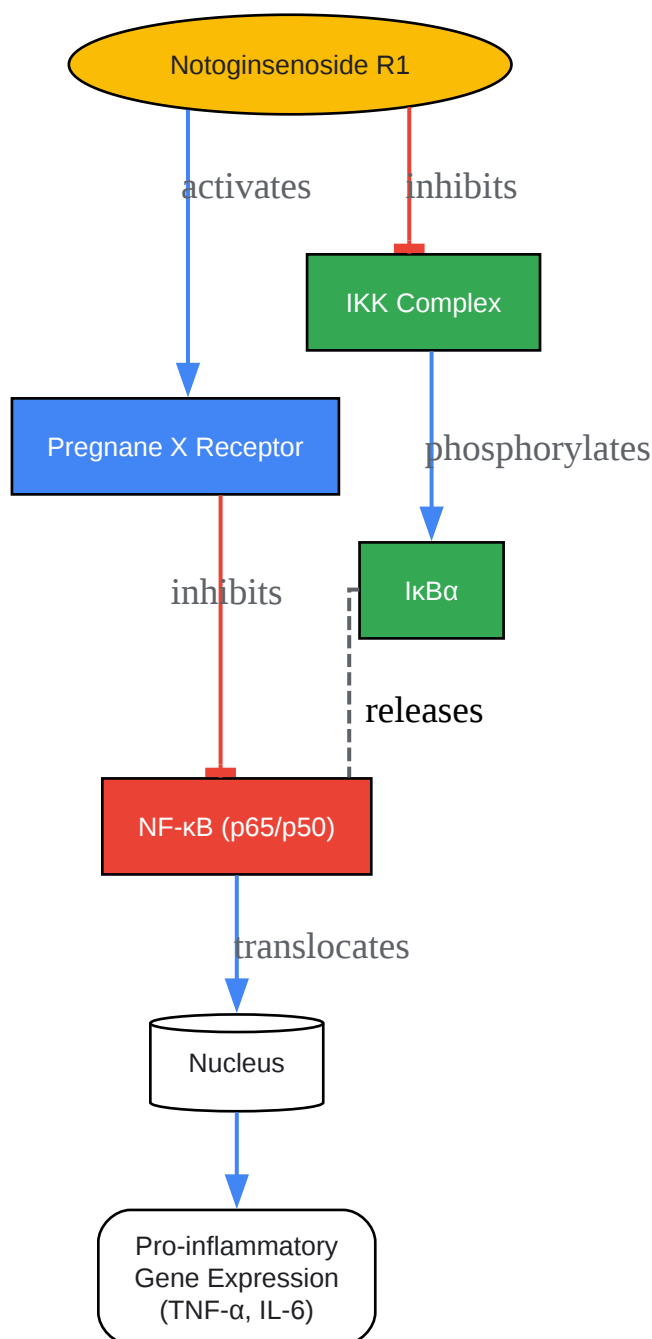 Notoginsenoside R1
activates
inhibits
IKK Complex
Pregnane X Receptor
phosphorylates
inhibits
IκBα
releases
NF-κB (p65/p50)
translocates
Nucleus
Pro-inflammatory
Gene Expression
(TNF-α, IL-6)